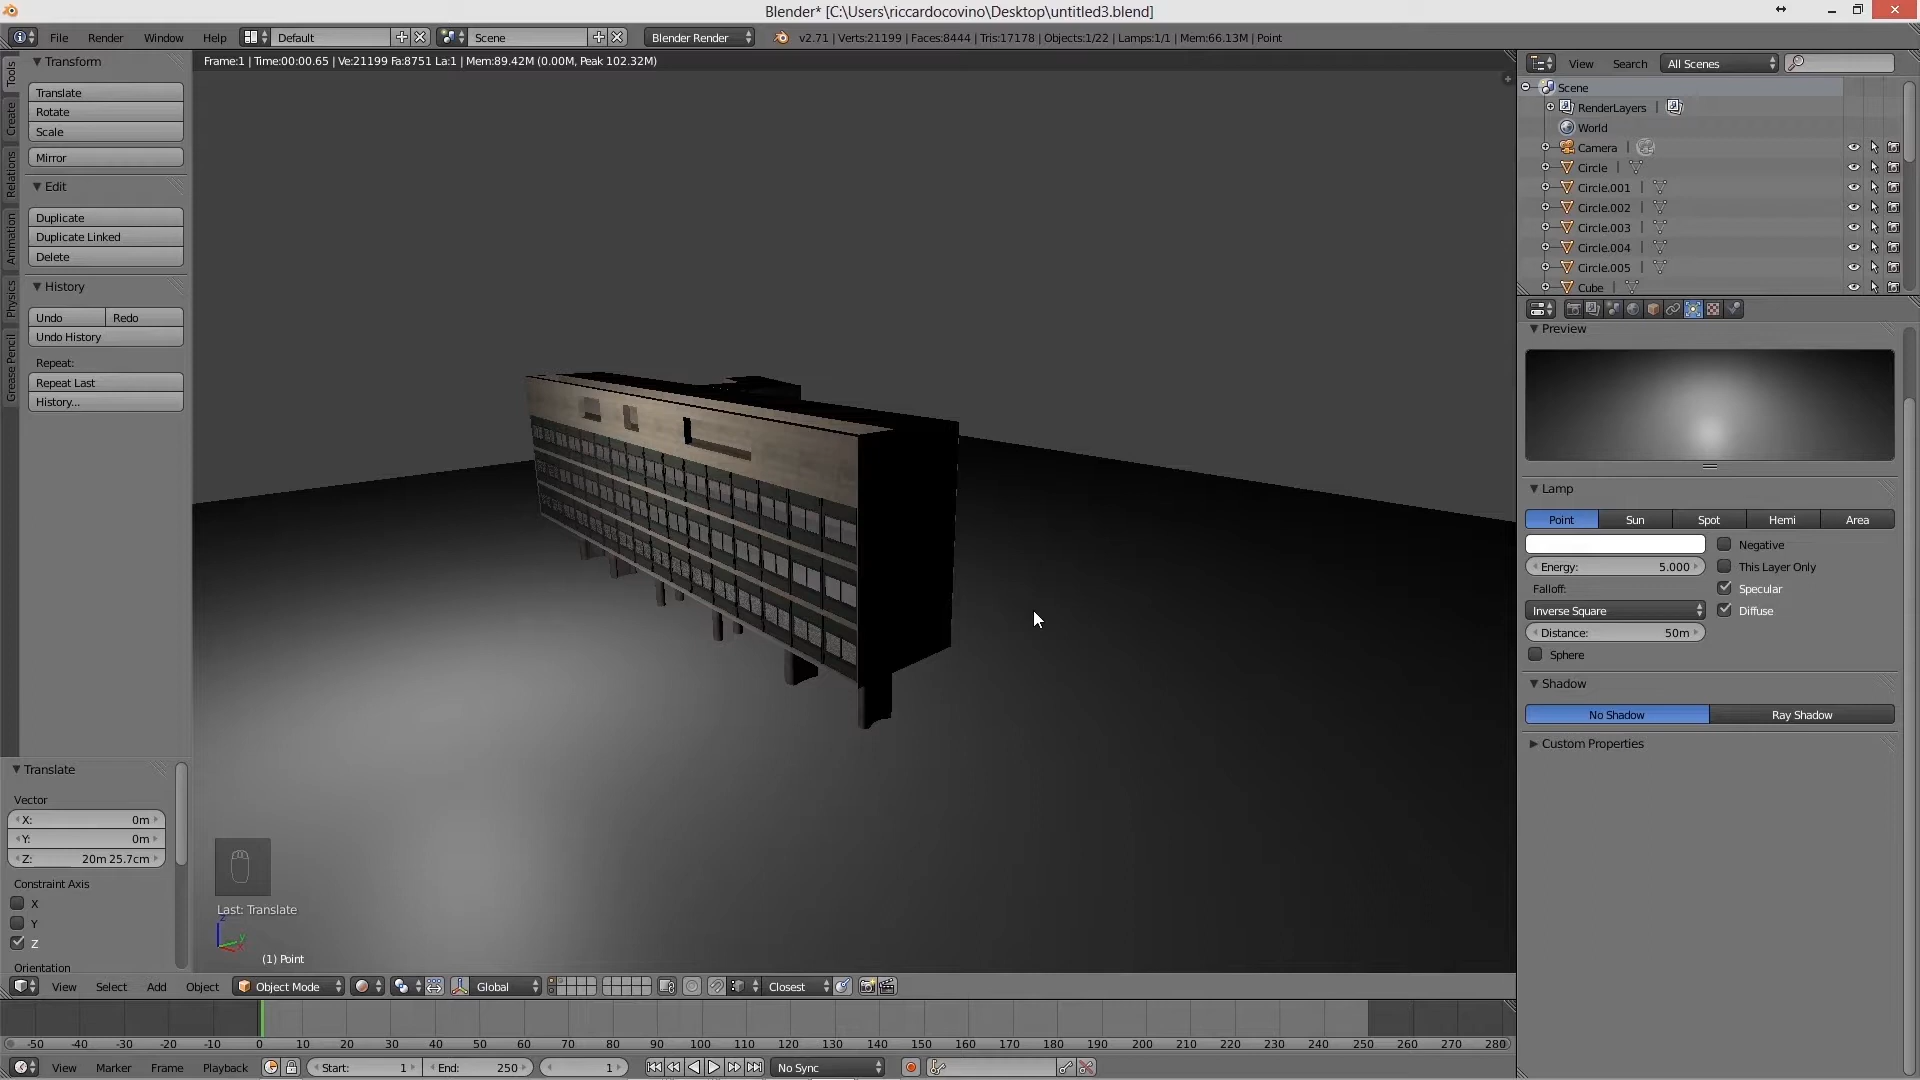 Blender* [C:\Users\riccardocovino\Desktop\untitled3.blend]
File Render Window Help Default Scene Blender Render v2.71 | Verts:21199 | Faces:8444 | Tris:17178 | Objects:1/22 | Lamps:1/1 | Mem:66.13M | Point
Frame:1 | Time:00:00.65 | Ve:21199 Fa:8751 La:1 | Mem:89.42M (0.00M, Peak 102.32M)
Tools
Create
Relations
Animation
Physics
Grease Pencil
Transform
Translate
Rotate
Scale
Mirror
Edit
Duplicate
Duplicate Linked
Delete
History
Undo Redo
Undo History
Repeat:
Repeat Last
History...
Translate
Vector
X: 0m
Y: 0m
Z: 20m 25.7cm
Constraint Axis
X
Y
Z
Orientation
Last: Translate
z
y
x
(1) Point
View Select Add Object Object Mode Global Closest
-50 -40 -30 -20 -10 0 10 20 30 40 50 60 70 80 90 100 110 120 130 140 150 160 170 180 190 200 210 220 230 240 250 260 270 280
View Marker Frame Playback Start: 1 End: 250 1 No Sync
View Search All Scenes
Scene
RenderLayers |
World
Camera |
Circle |
Circle.001 |
Circle.002 |
Circle.003 |
Circle.004 |
Circle.005 |
Cube |
Preview
Lamp
Point Sun Spot Hemi Area
Negative
Energy: 5.000 This Layer Only
Falloff: Specular
Inverse Square Diffuse
Distance: 50m
Sphere
Shadow
No Shadow Ray Shadow
Custom Properties